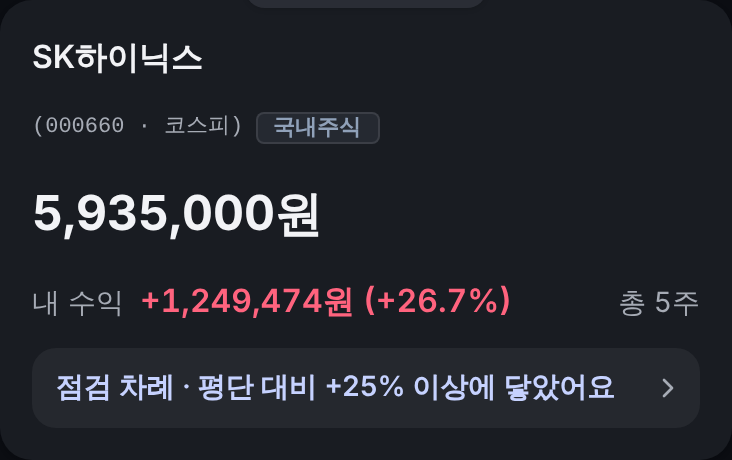 SK하이닉스
(000660 · 코스피) 국내주식
5,935,000원
내 수익 +1,249,474원 (+26.7%) 총 5주
점검 차례 · 평단 대비 +25% 이상에 닿았어요